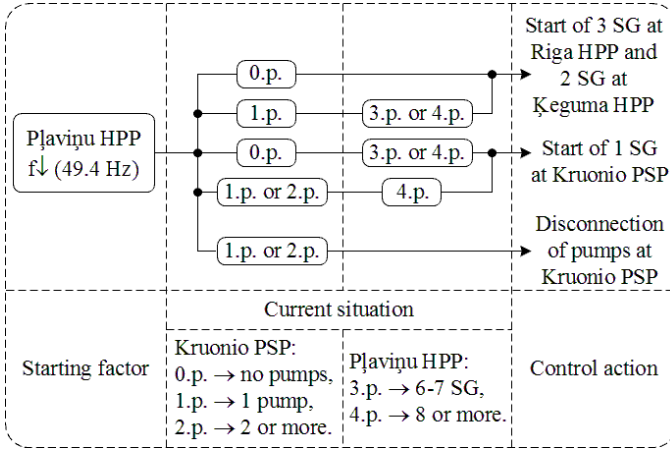 Pļaviņu HPP
f↓ (49.4 Hz)
0.p.
1.p.
3.p. or 4.p.
0.p.
3.p. or 4.p.
1.p. or 2.p.
4.p.
1.p. or 2.p.
Start of 3 SG at
Riga HPP and
2 SG at
Ķeguma HPP
Start of 1 SG
at Kruonio PSP
Disconnection
of pumps at
Kruonio PSP
Starting factor
Current situation
Kruonio PSP:
0.p. → no pumps,
1.p. → 1 pump,
2.p. → 2 or more.
Pļaviņu HPP:
3.p. → 6-7 SG,
4.p. → 8 or more.
Control action